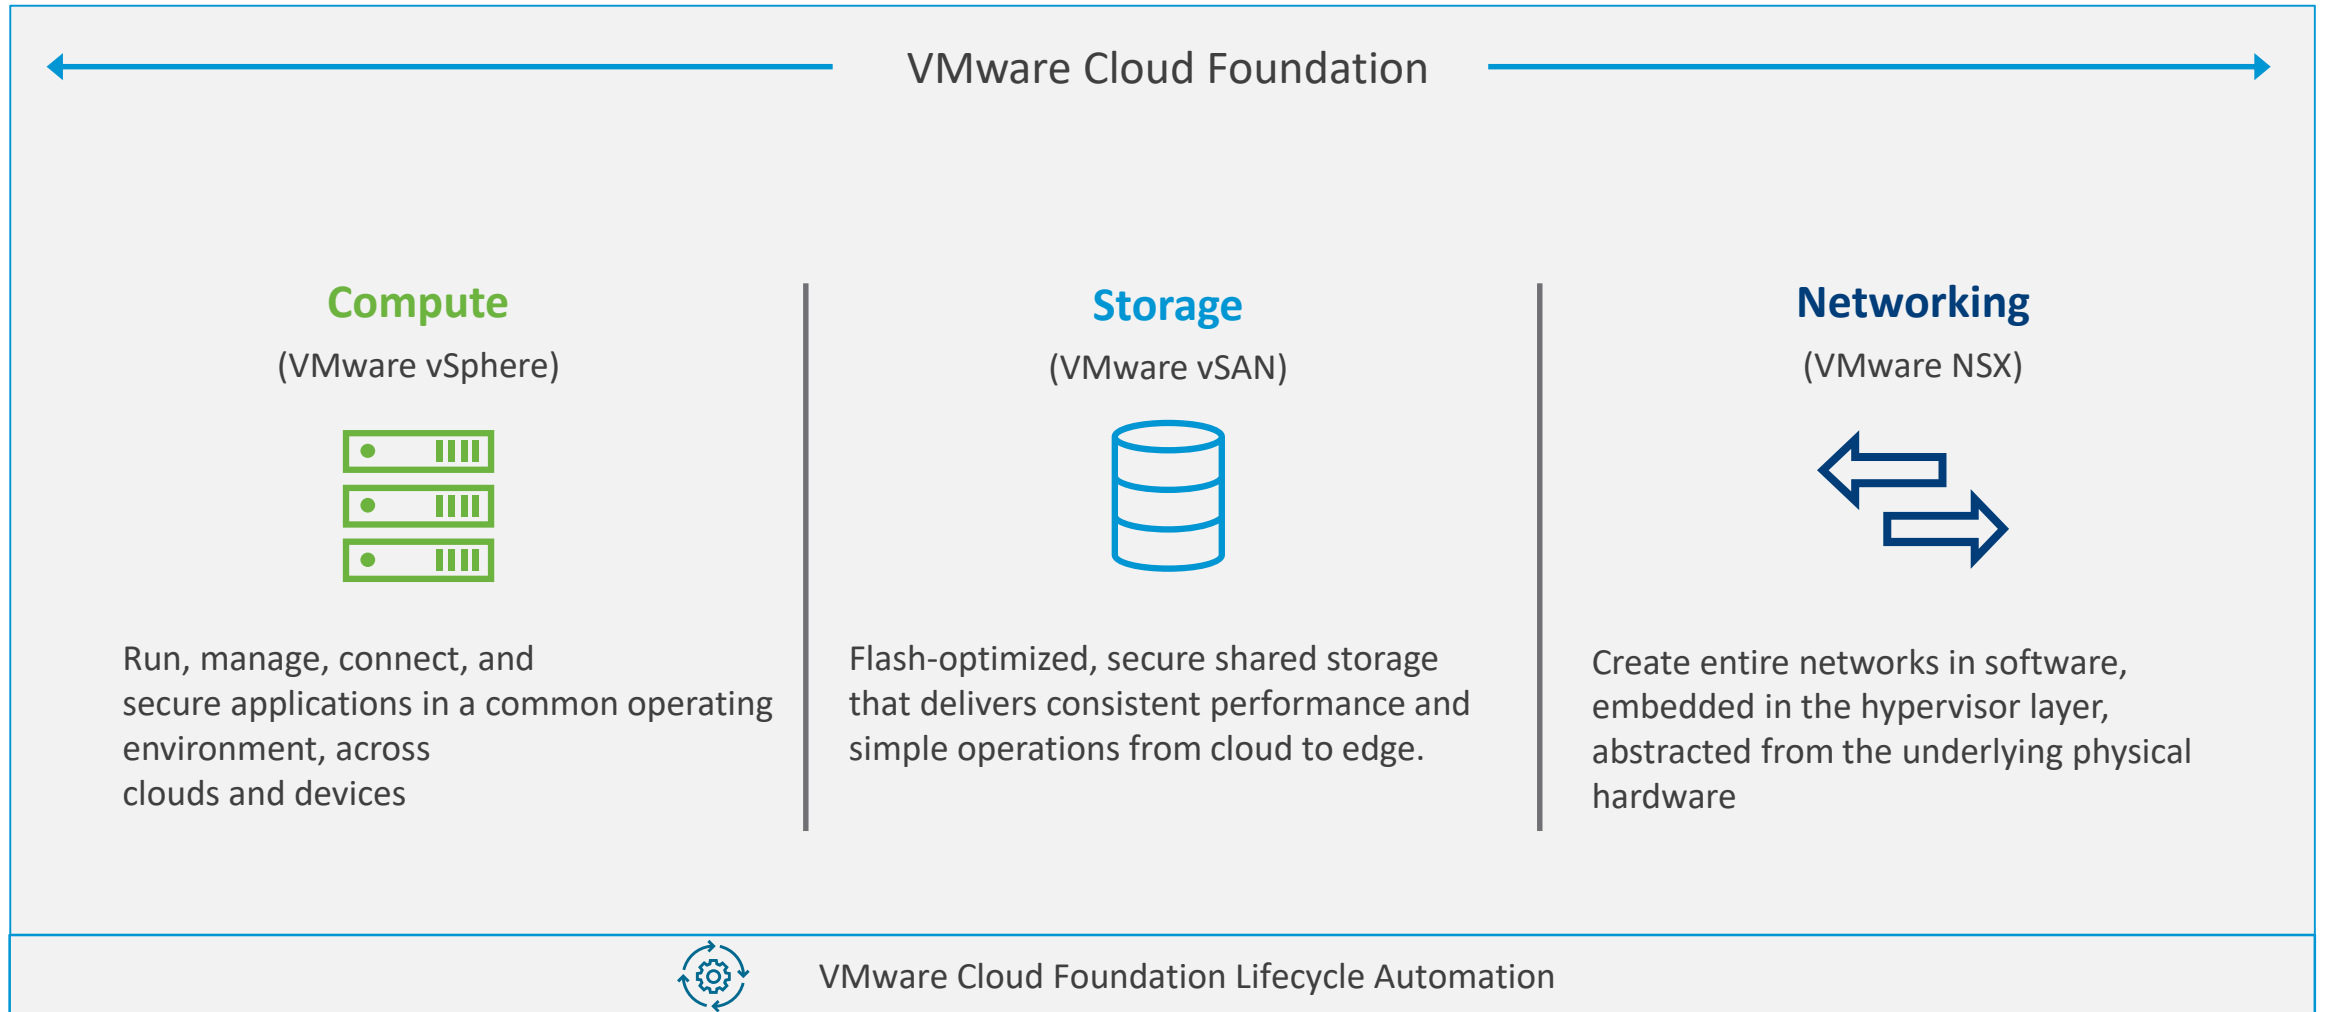 VMware Cloud Foundation
Compute
(VMware vSphere)
Run, manage, connect, and
secure applications in a common operating
environment, across
clouds and devices
Storage
(VMware vSAN)
Flash-optimized, secure shared storage
that delivers consistent performance and
simple operations from cloud to edge.
Networking
(VMware NSX)
Create entire networks in software,
embedded in the hypervisor layer,
abstracted from the underlying physical
hardware
VMware Cloud Foundation Lifecycle Automation